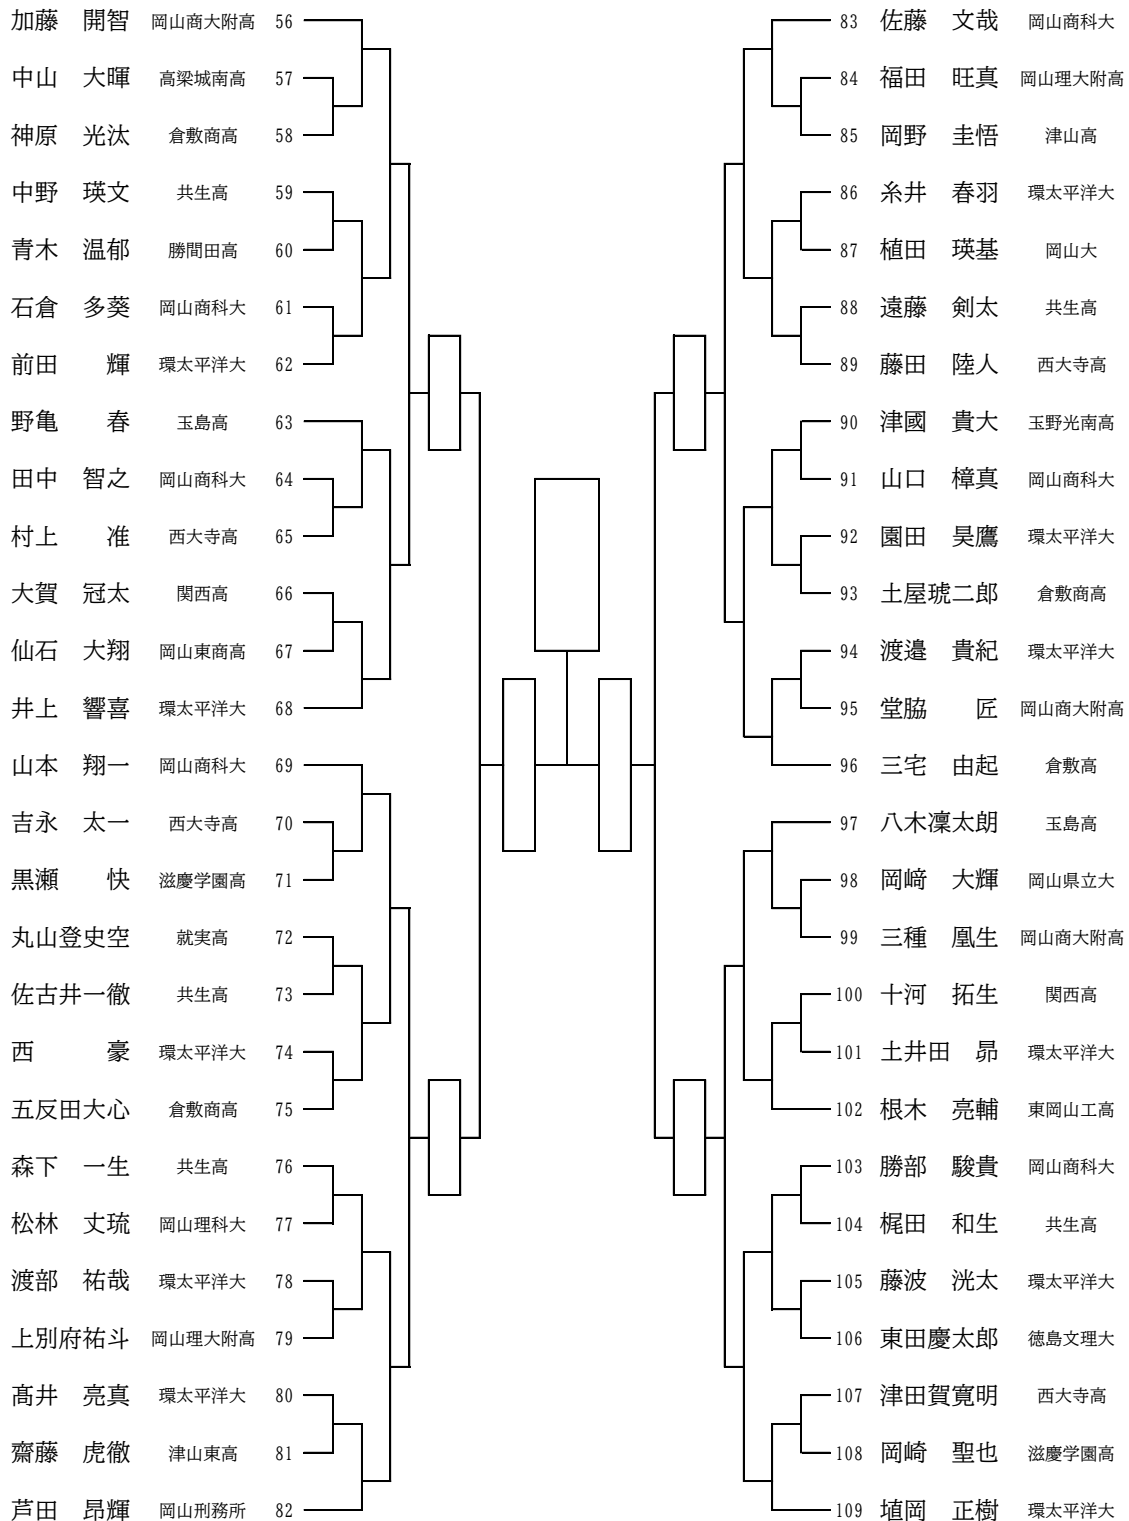 加藤　開智 岡山商大附高 56
中山　大暉 高梁城南高 57
神原　光汰 倉敷商高 58
中野　瑛文 共生高 59
青木　温郁 勝間田高 60
石倉　多葵 岡山商科大 61
前田　　輝 環太平洋大 62
野亀　　春 玉島高 63
田中　智之 岡山商科大 64
村上　　准 西大寺高 65
大賀　冠太 関西高 66
仙石　大翔 岡山東商高 67
井上　響喜 環太平洋大 68
山本　翔一 岡山商科大 69
吉永　太一 西大寺高 70
黒瀬　　快 滋慶学園高 71
丸山登史空 就実高 72
佐古井一徹 共生高 73
西　　　豪 環太平洋大 74
五反田大心 倉敷商高 75
森下　一生 共生高 76
松林　丈琉 岡山理科大 77
渡部　祐哉 環太平洋大 78
上別府祐斗 岡山理大附高 79
髙井　亮真 環太平洋大 80
齋藤　虎徹 津山東高 81
芦田　昂輝 岡山刑務所 82
83 佐藤　文哉 岡山商科大
84 福田　旺真 岡山理大附高
85 岡野　圭悟 津山高
86 糸井　春羽 環太平洋大
87 植田　瑛基 岡山大
88 遠藤　剣太 共生高
89 藤田　陸人 西大寺高
90 津國　貴大 玉野光南高
91 山口　樟真 岡山商科大
92 園田　昊鷹 環太平洋大
93 土屋琥二郎 倉敷商高
94 渡邉　貴紀 環太平洋大
95 堂脇　　匠 岡山商大附高
96 三宅　由起 倉敷高
97 八木凜太朗 玉島高
98 岡﨑　大輝 岡山県立大
99 三種　凰生 岡山商大附高
100 十河　拓生 関西高
101 土井田　昴 環太平洋大
102 根木　亮輔 東岡山工高
103 勝部　駿貴 岡山商科大
104 梶田　和生 共生高
105 藤波　洸太 環太平洋大
106 東田慶太郎 徳島文理大
107 津田賀寛明 西大寺高
108 岡崎　聖也 滋慶学園高
109 埴岡　正樹 環太平洋大